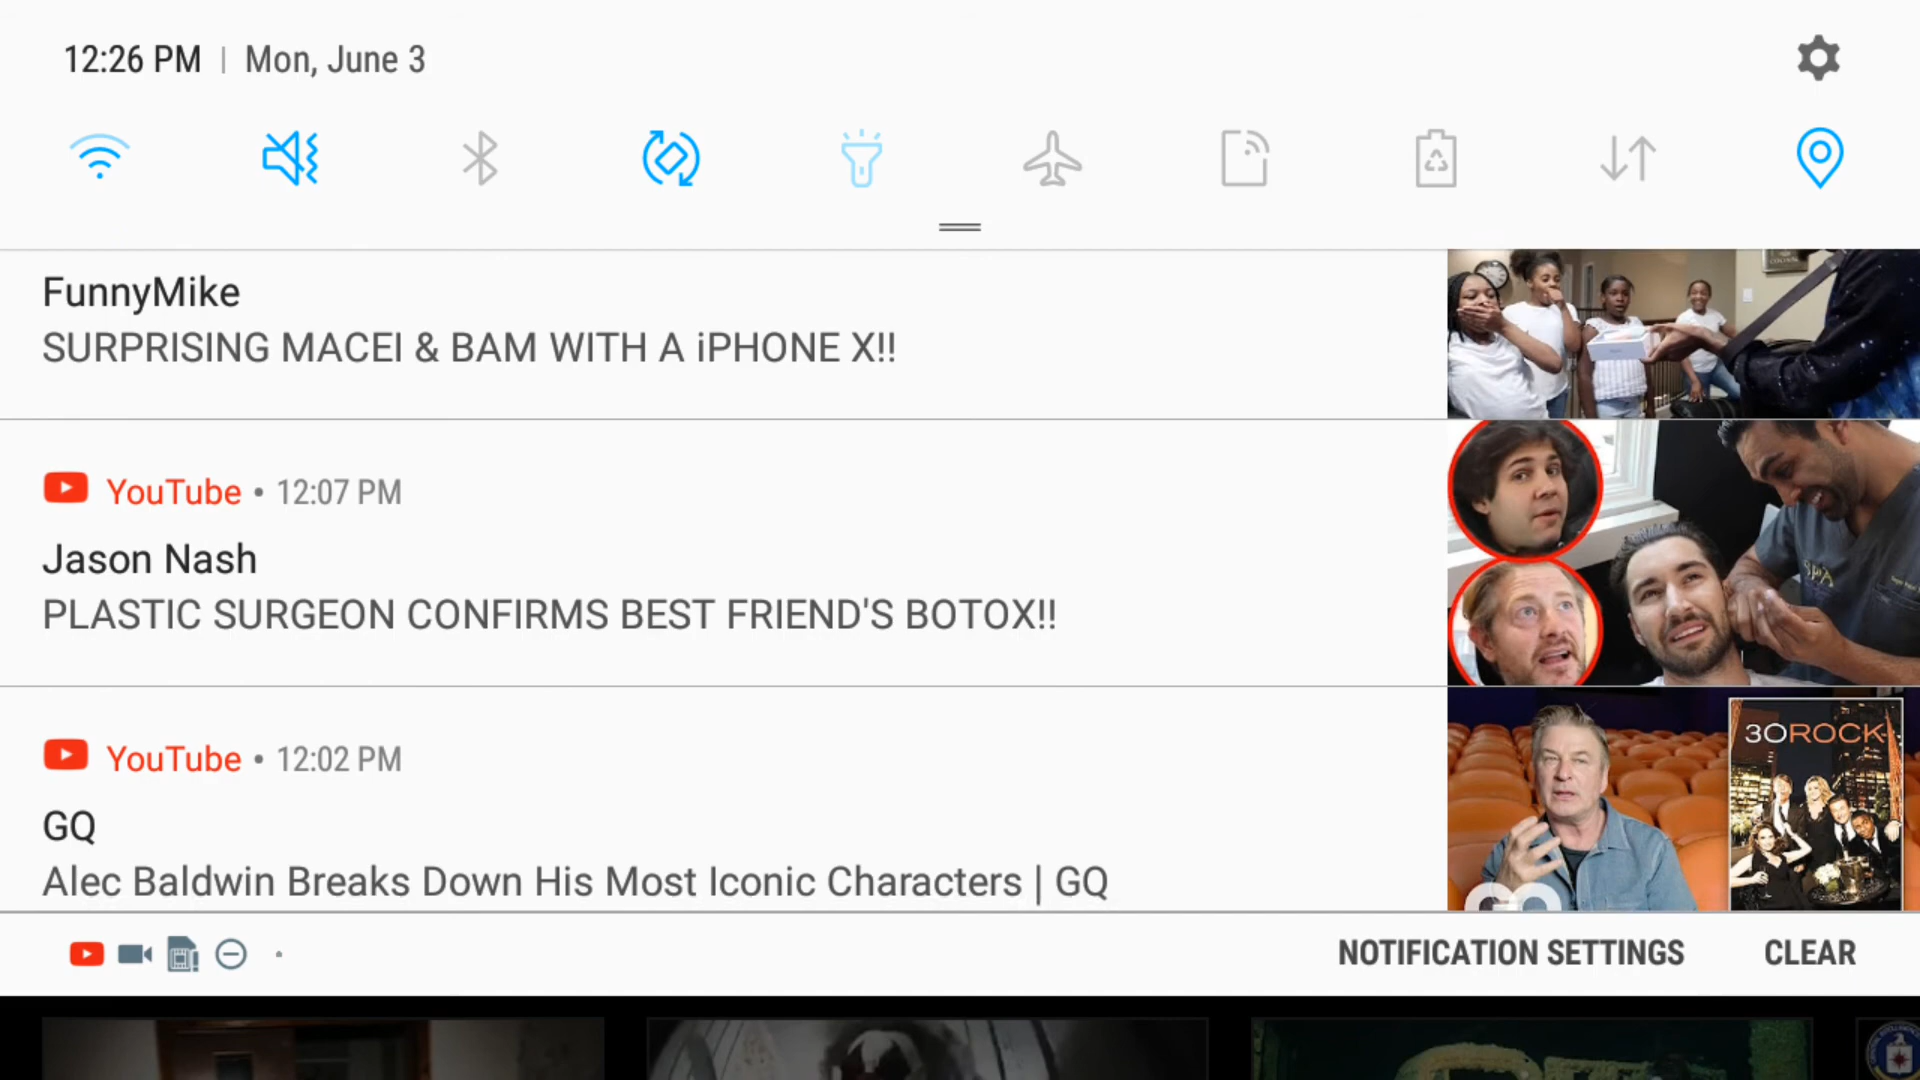 12:26 PM | Mon, June 3
FunnyMike
SURPRISING MACEI & BAM WITH A iPHONE X!!
YouTube • 12:07 PM
Jason Nash
PLASTIC SURGEON CONFIRMS BEST FRIEND'S BOTOX!!
YouTube • 12:02 PM
30ROCK
GQ
Alec Baldwin Breaks Down His Most Iconic Characters | GQ
NOTIFICATION SETTINGS CLEAR